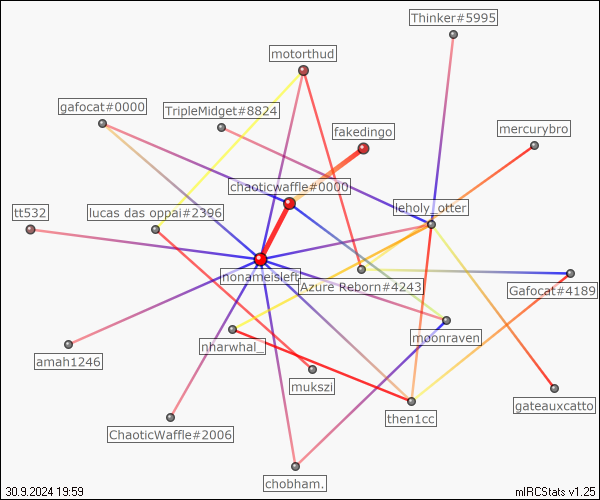 Thinker#5995
motorthud
gafocat#0000
TripleMidget#8824
fakedingo
mercurybro
chaoticwaffle#0000
tt532
lucas das oppai#2396
leholy_otter
nonameisleft
Azure Reborn#4243
Gafocat#4189
moonraven
nharwhal_
amah1246
mukszi
gateauxcatto
then1cc
ChaoticWaffle#2006
chobham.
30.9.2024 19:59
mIRCStats v1.25